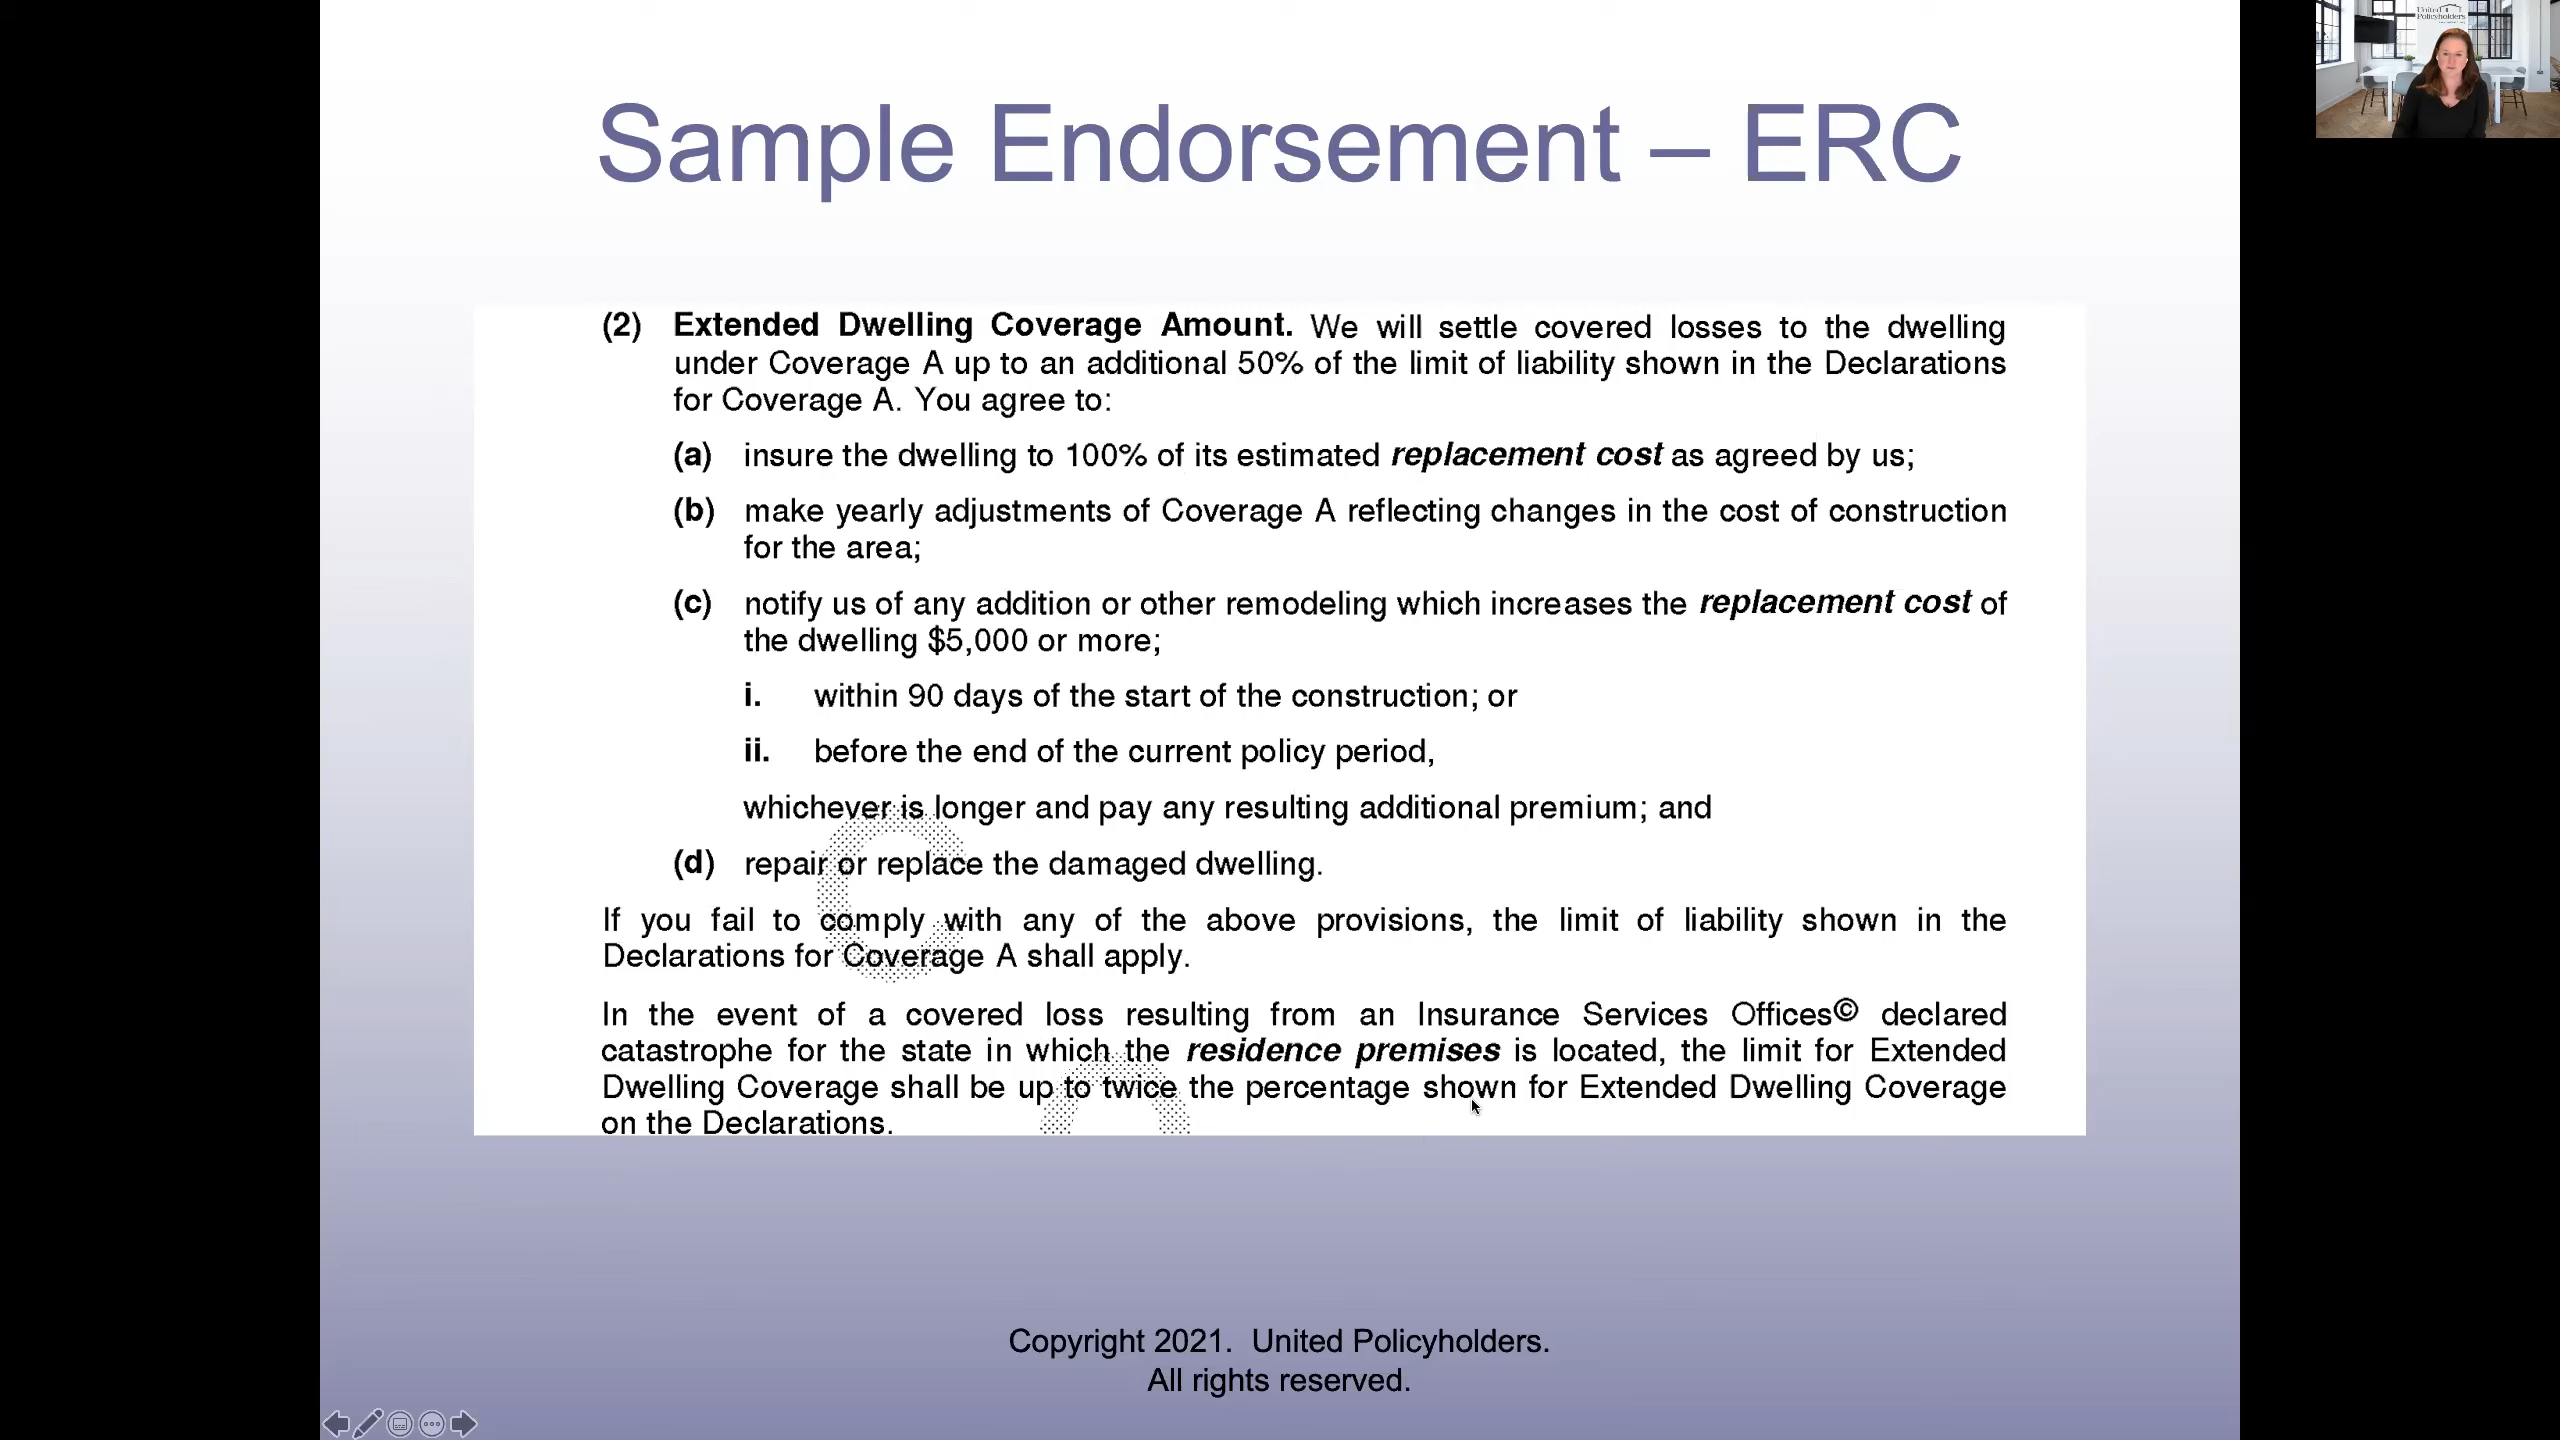 United
Policyholders
Sample Endorsement – ERC
(2) Extended Dwelling Coverage Amount. We will settle covered losses to the dwelling
under Coverage A up to an additional 50% of the limit of liability shown in the Declarations
for Coverage A. You agree to:
(a) insure the dwelling to 100% of its estimated replacement cost as agreed by us;
(b) make yearly adjustments of Coverage A reflecting changes in the cost of construction
for the area;
(c) notify us of any addition or other remodeling which increases the replacement cost of
the dwelling $5,000 or more;
i. within 90 days of the start of the construction; or
ii. before the end of the current policy period,
whichever is longer and pay any resulting additional premium; and
(d) repair or replace the damaged dwelling.
If you fail to comply with any of the above provisions, the limit of liability shown in the
Declarations for Coverage A shall apply.
In the event of a covered loss resulting from an Insurance Services Offices© declared
catastrophe for the state in which the residence premises is located, the limit for Extended
Dwelling Coverage shall be up to twice the percentage shown for Extended Dwelling Coverage
on the Declarations.
Copyright 2021. United Policyholders.
All rights reserved.